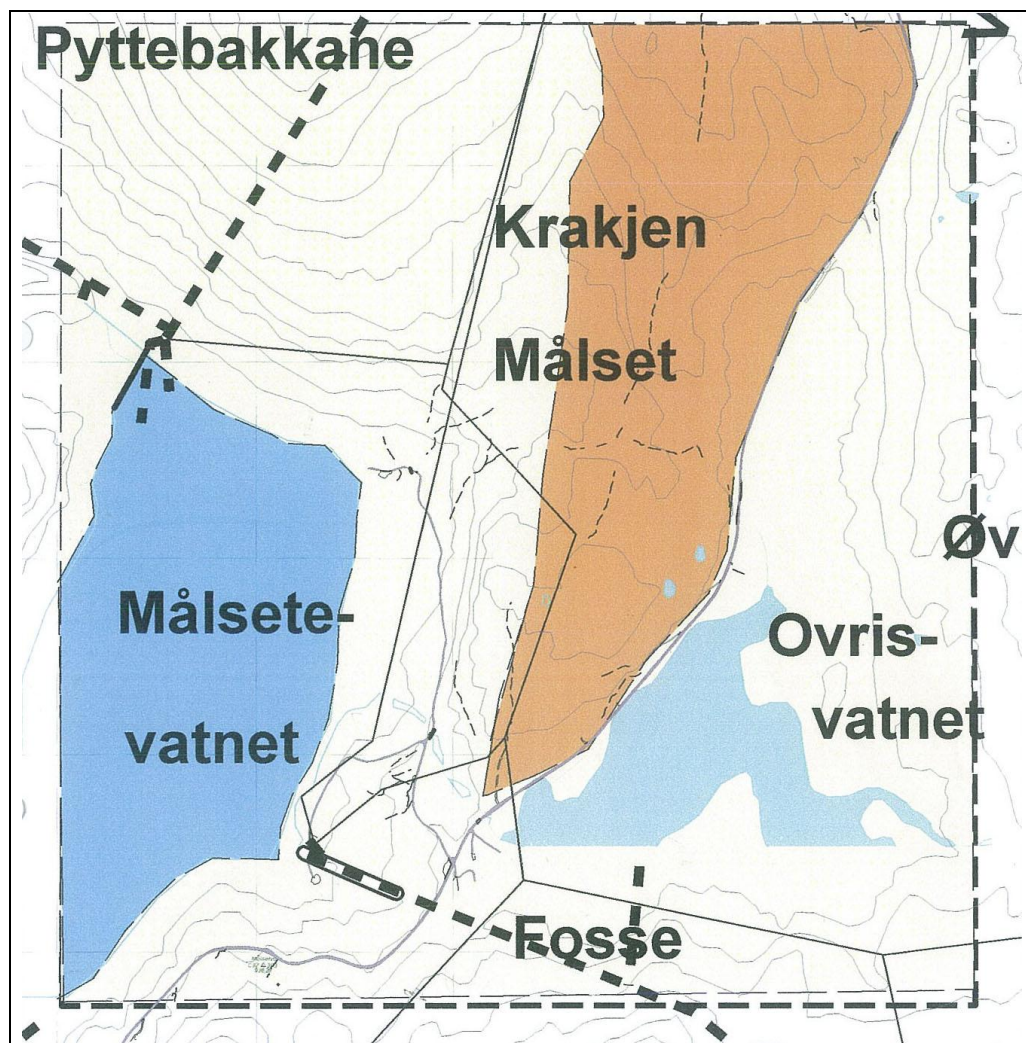 Pyttebakkane
Krakjen
Målset
Øv
Målsete-
vatnet
Ovris-
vatnet
Fosse